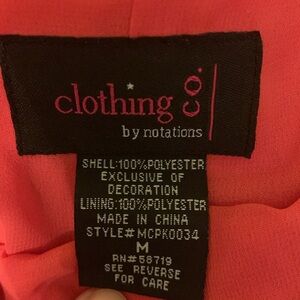 clothing co.
by notations
SHELL:100%POLYESTER
EXCLUSIVE OF
DECORATION
LINING:100%POLYESTER
MADE IN CHINA
STYLE#MCPK0034
M
RN#58719
SEE REVERSE
FOR CARE